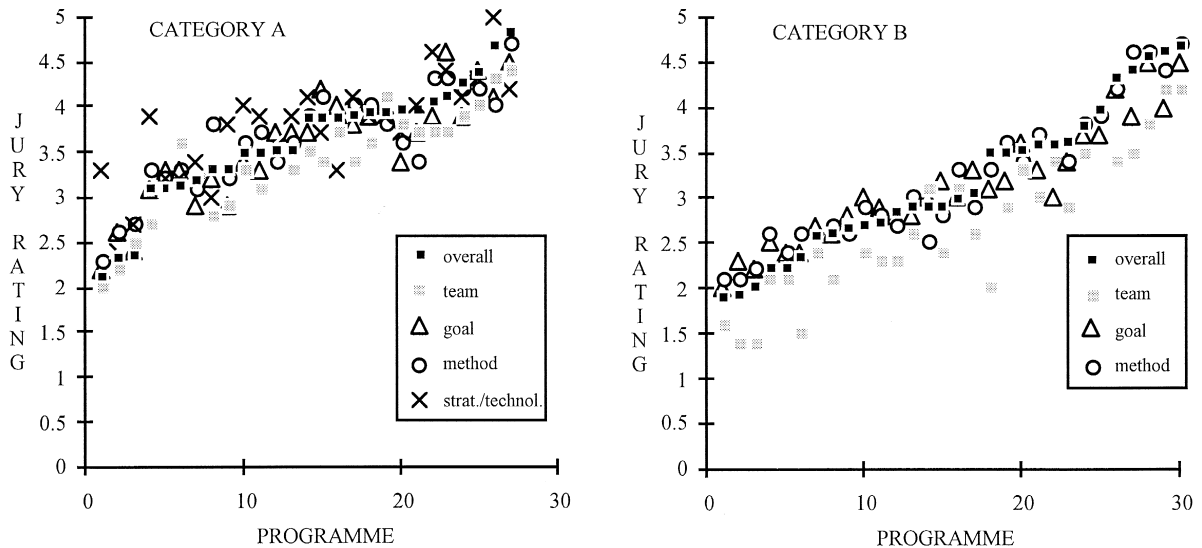 CATEGORY A
JURY RATING
5
4.5
4
3.5
3
2.5
2
1.5
1
0.5
0
overall
team
goal
method
strat./technol.
0 10 20 30
PROGRAMME
CATEGORY B
JURY RATING
5
4.5
4
3.5
3
2.5
2
1.5
1
0.5
0
overall
team
goal
method
0 10 20 30
PROGRAMME